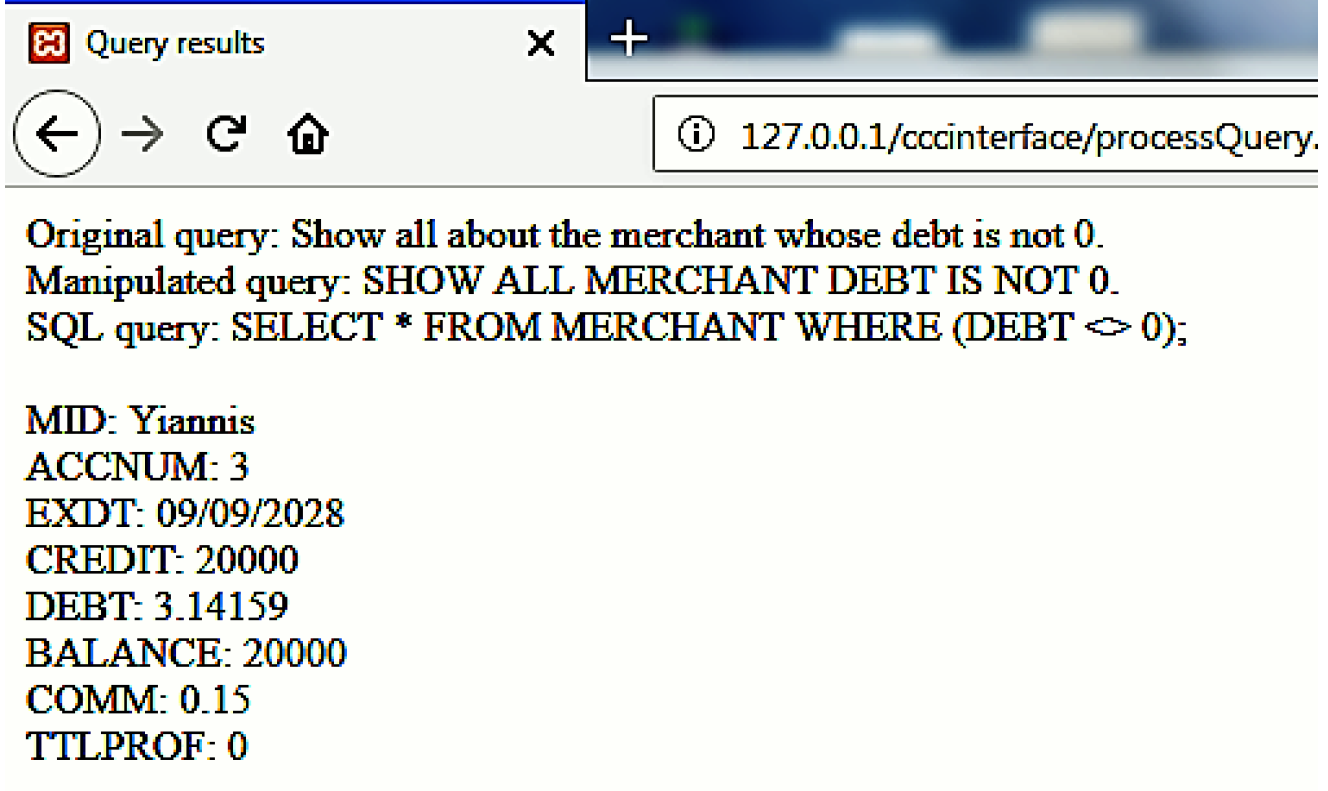 Query results
127.0.0.1/cccinterface/processQuery.
Original query: Show all about the merchant whose debt is not 0.
Manipulated query: SHOW ALL MERCHANT DEBT IS NOT 0.
SQL query: SELECT * FROM MERCHANT WHERE (DEBT <> 0);
MID: Yiannis
ACCNUM: 3
EXDT: 09/09/2028
CREDIT: 20000
DEBT: 3.14159
BALANCE: 20000
COMM: 0.15
TTLPROF: 0